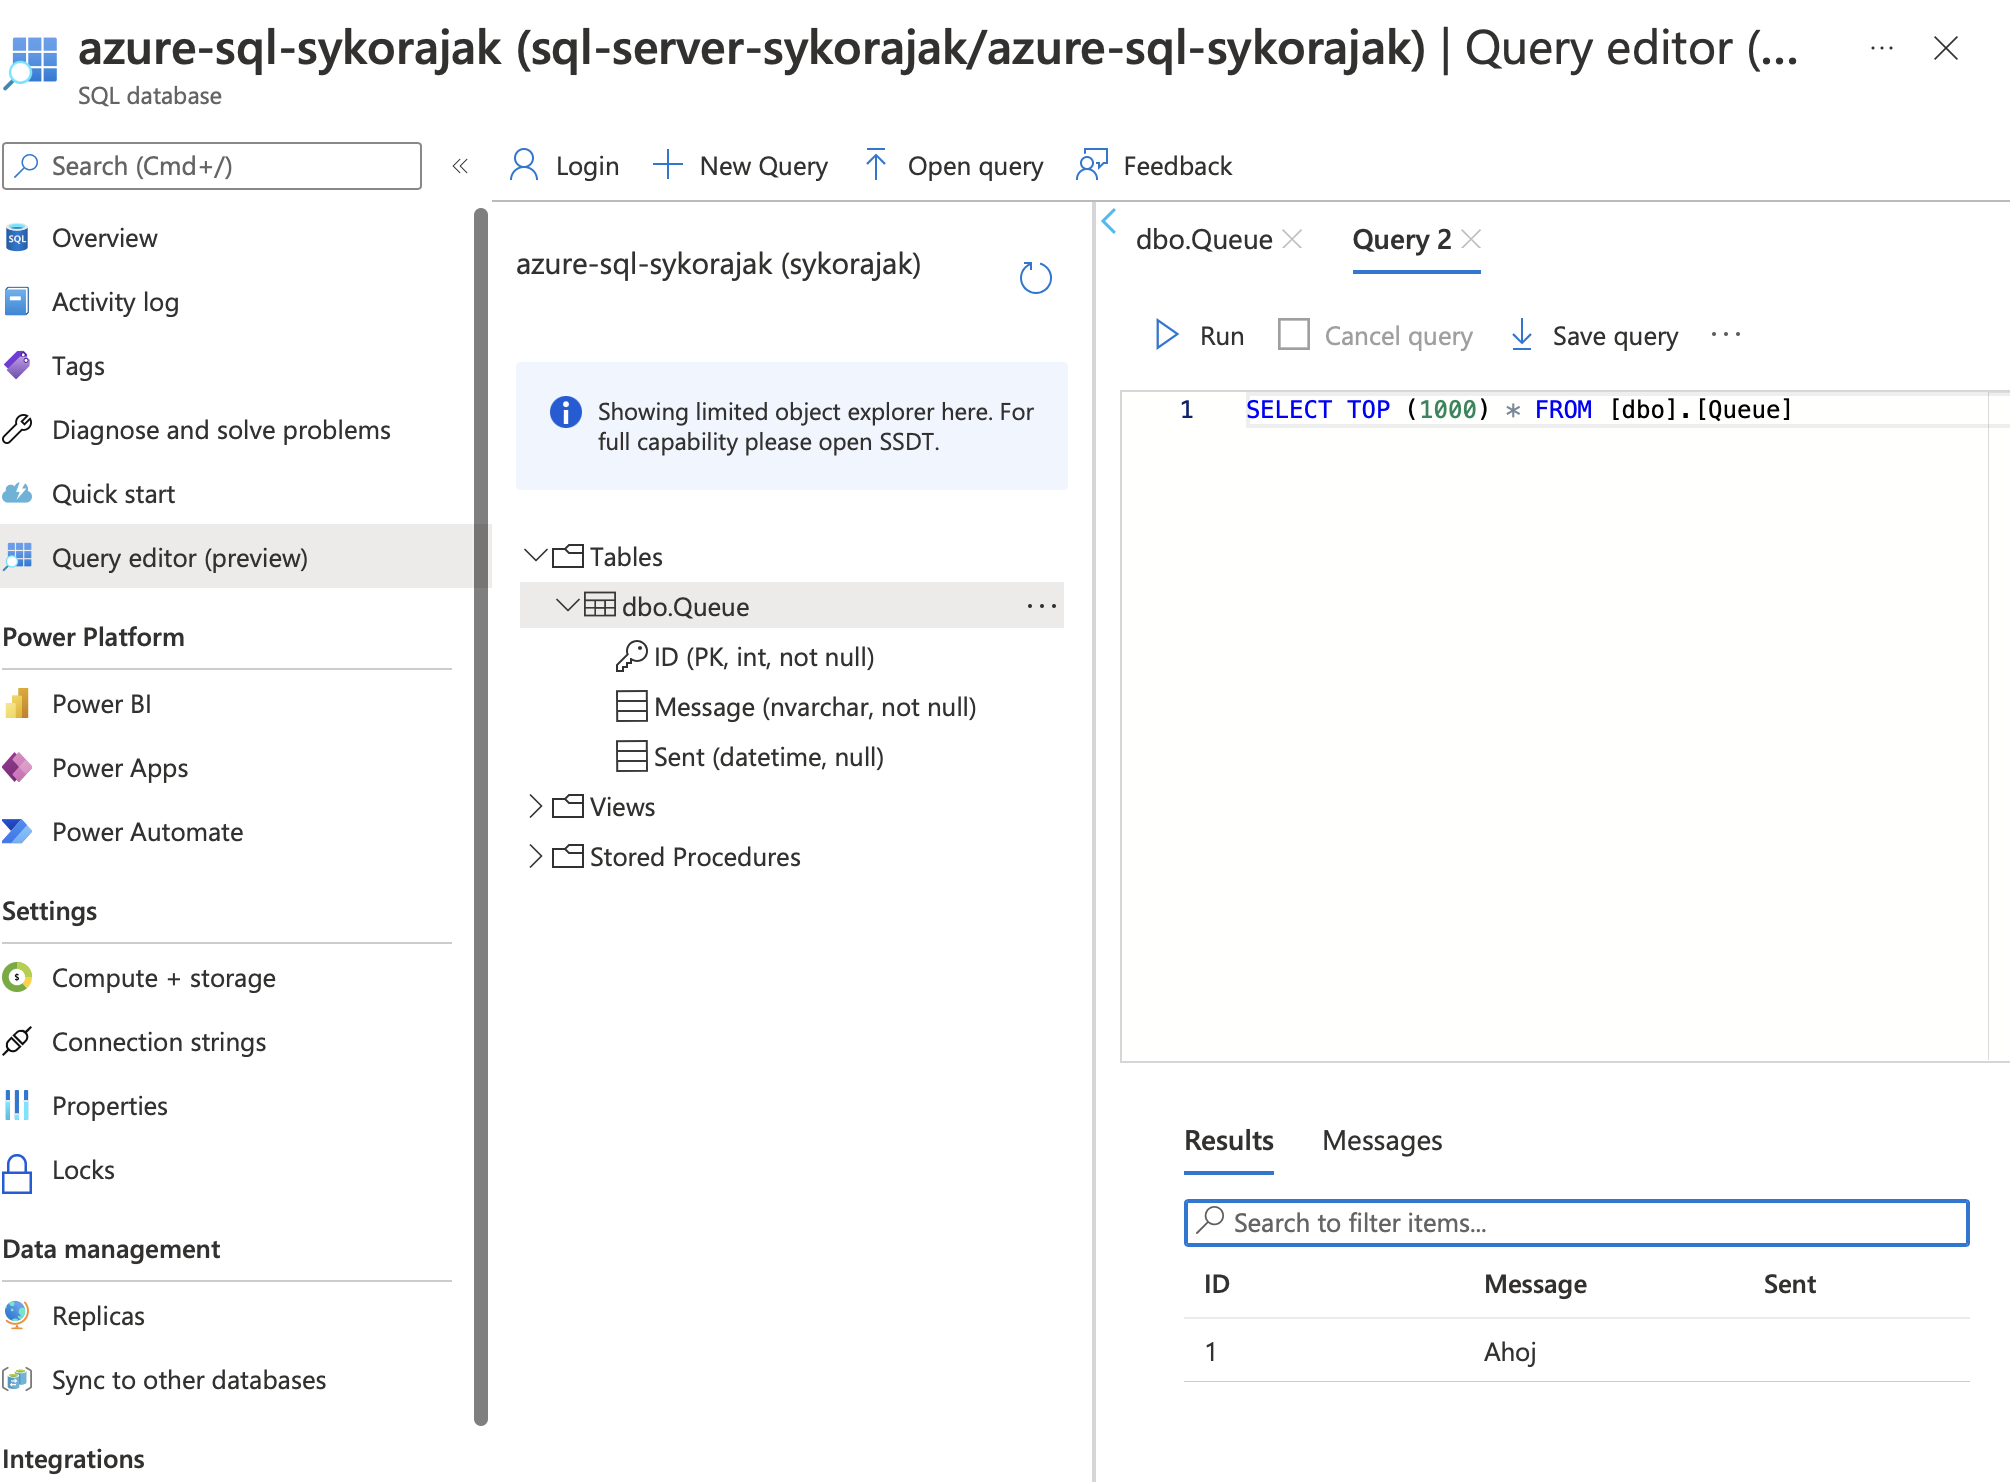 azure-sql-sykorajak (sql-server-sykorajak/azure-sql-sykorajak) | Query editor (...
SQL database
Search (Cmd+/)
«
Overview
Activity log
Tags
Diagnose and solve problems
Quick start
Query editor (preview)
Power Platform
Power BI
Power Apps
Power Automate
Settings
Compute + storage
Connection strings
Properties
Locks
Data management
Replicas
Sync to other databases
Integrations
Login
New Query
Open query
Feedback
azure-sql-sykorajak (sykorajak)
Showing limited object explorer here. For
full capability please open SSDT.
Tables
dbo.Queue
ID (PK, int, not null)
Message (nvarchar, not null)
Sent (datetime, null)
Views
Stored Procedures
dbo.Queue
Query 2
Run
Cancel query
Save query
1 SELECT TOP (1000) * FROM [dbo].[Queue]
Results Messages
Search to filter items...
ID Message Sent
1 Ahoj